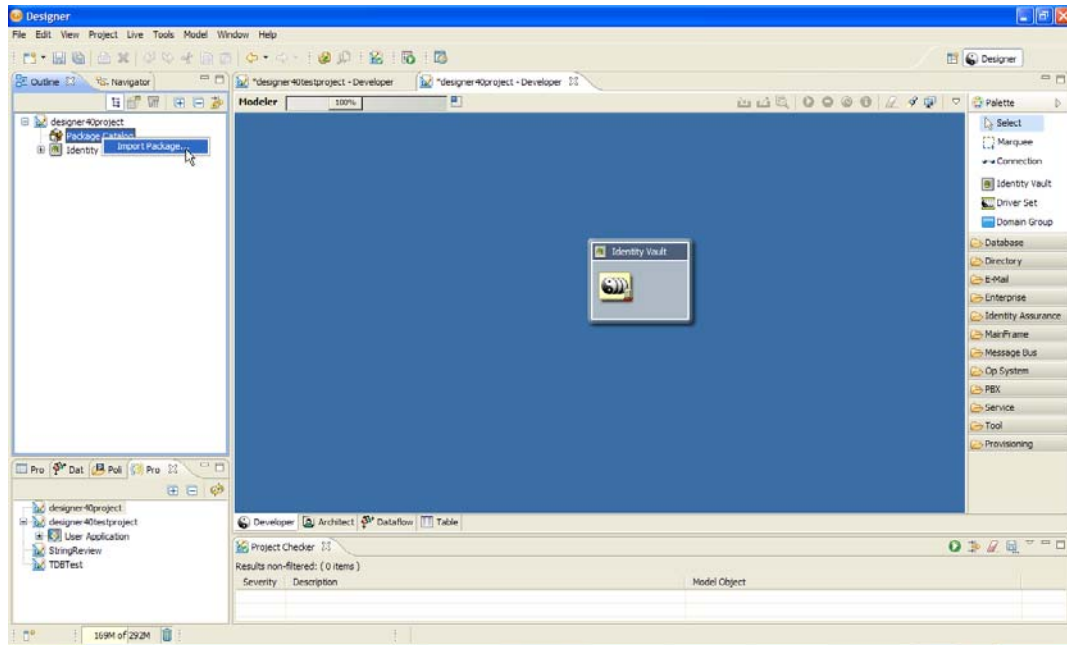 Designer
File Edit View Project Live Tools Model Window Help
Designer
Outline Navigator
*designer40testproject - Developer
*designer40project - Developer
Modeler 100%
Palette
designer40project
Package Catalog
Import Package...
Identity
Select
Marquee
Connection
Identity Vault
Driver Set
Domain Group
Database
Directory
E-Mail
Enterprise
Identity Assurance
MainFrame
Message Bus
Op System
PBX
Service
Tool
Provisioning
Identity Vault
Pro Dat Poli Pro
designer40project
designer40testproject
User Application
StringReview
TDBTest
Developer Architect Dataflow Table
Project Checker
Results non-filtered: ( 0 items )
Severity Description Model Object
169M of 292M